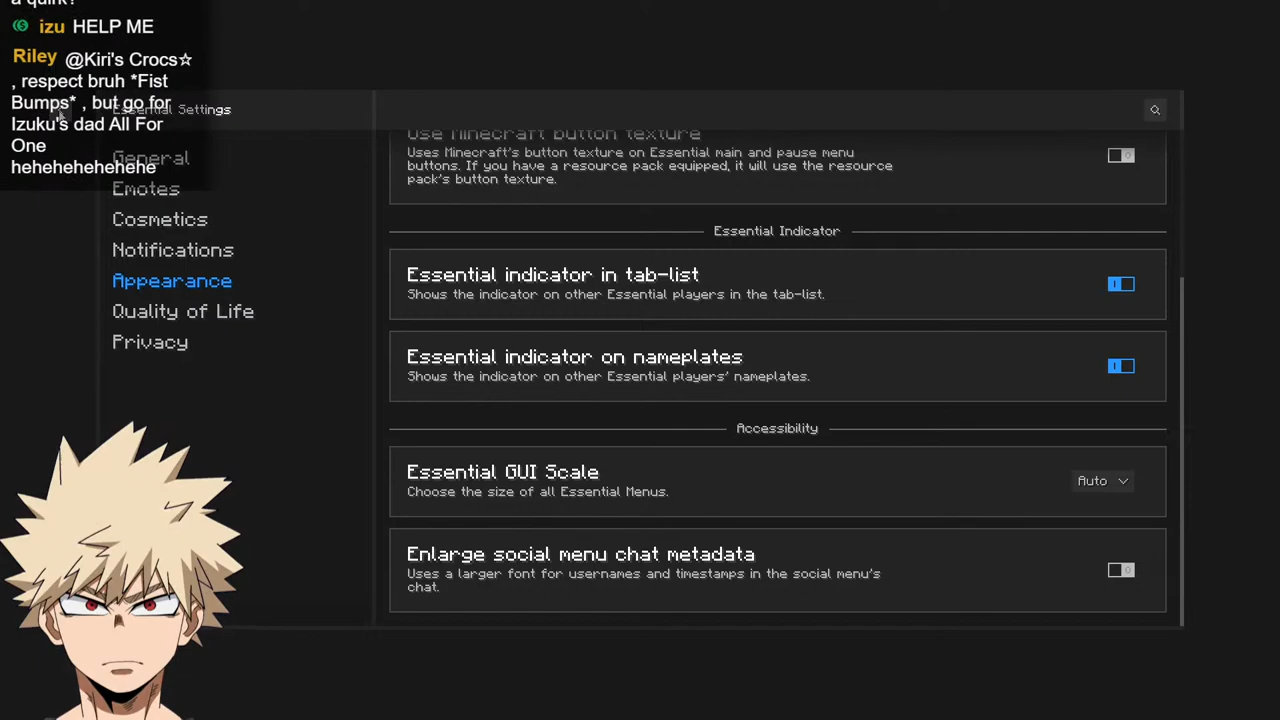 a quirk?
izu HELP ME
Riley @Kiri's Crocs☆
, respect bruh *Fist
Bumps* , but go for
Izuku's dad All For
One
hehehehehehehe
Essential Settings
General
Emotes
Cosmetics
Notifications
Appearance
Quality of Life
Privacy
Use Minecraft button texture
Uses Minecraft's button texture on Essential main and pause menu
buttons. If you have a resource pack equipped, it will use the resource
pack's button texture.
Essential Indicator
Essential indicator in tab-list
Shows the indicator on other Essential players in the tab-list.
Essential indicator on nameplates
Shows the indicator on other Essential players' nameplates.
Accessibility
Essential GUI Scale
Choose the size of all Essential Menus.
Auto
Enlarge social menu chat metadata
Uses a larger font for usernames and timestamps in the social menu's
chat.